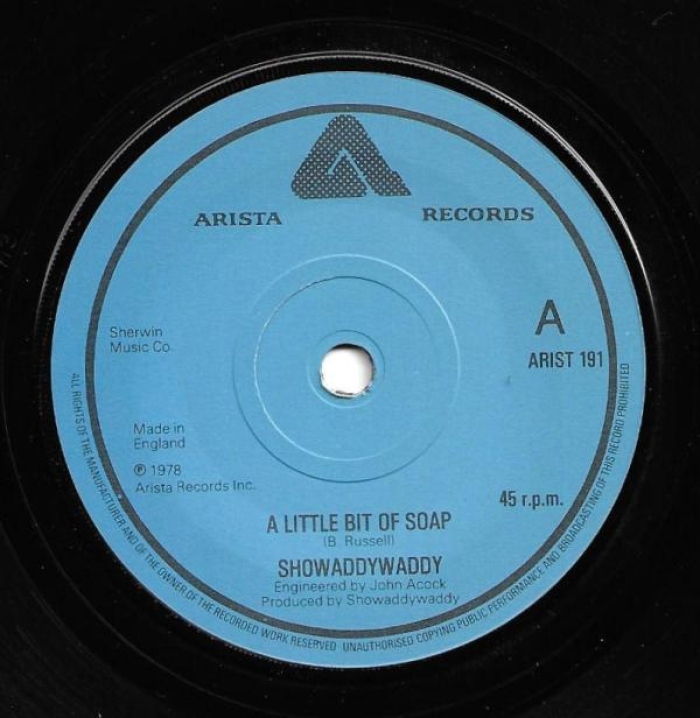 ARISTA RECORDS
A
ARIST 191
Sherwin
Music Co.
Made in
England
℗ 1978
Arista Records Inc.
45 r.p.m.
A LITTLE BIT OF SOAP
(B. Russell)
SHOWADDYWADDY
Engineered by John Acock
Produced by Showaddywaddy
ALL RIGHTS OF THE MANUFACTURER AND OF THE OWNER OF THE RECORDED WORK RESERVED UNAUTHORISED COPYING PUBLIC PERFORMANCE AND BROADCASTING OF THIS RECORD PROHIBITED